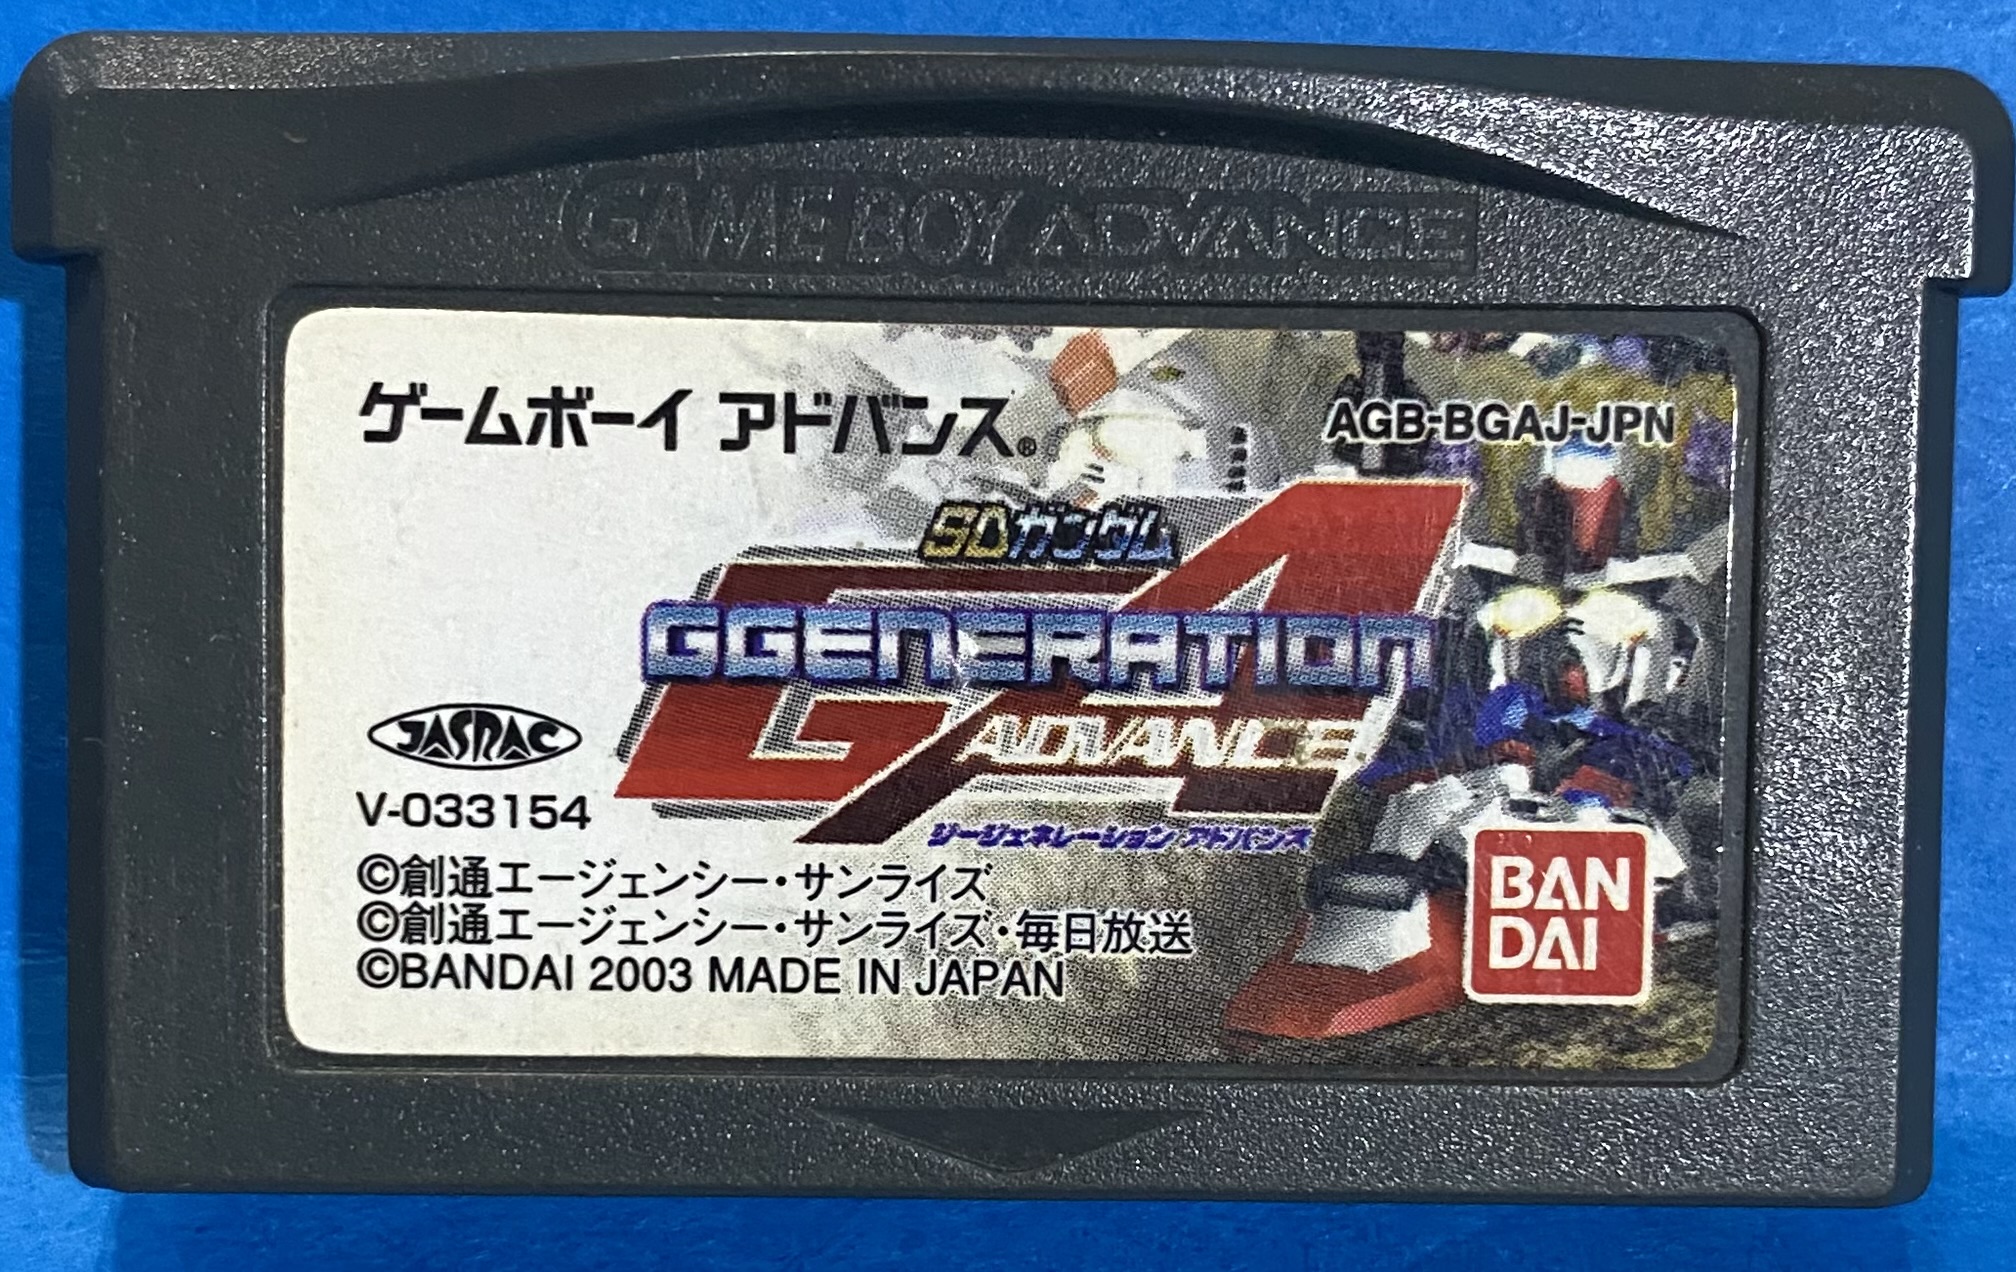 GAME BOY ADVANCE
ゲームボーイ アドバンス®
AGB-BGAJ-JPN
SDガンダム
GGENERATION
ADVANCE
ジージェネレーション アドバンス
JASRAC
V-033154
©創通エージェンシー・サンライズ
©創通エージェンシー・サンライズ・毎日放送
©BANDAI 2003 MADE IN JAPAN
BAN
DAI